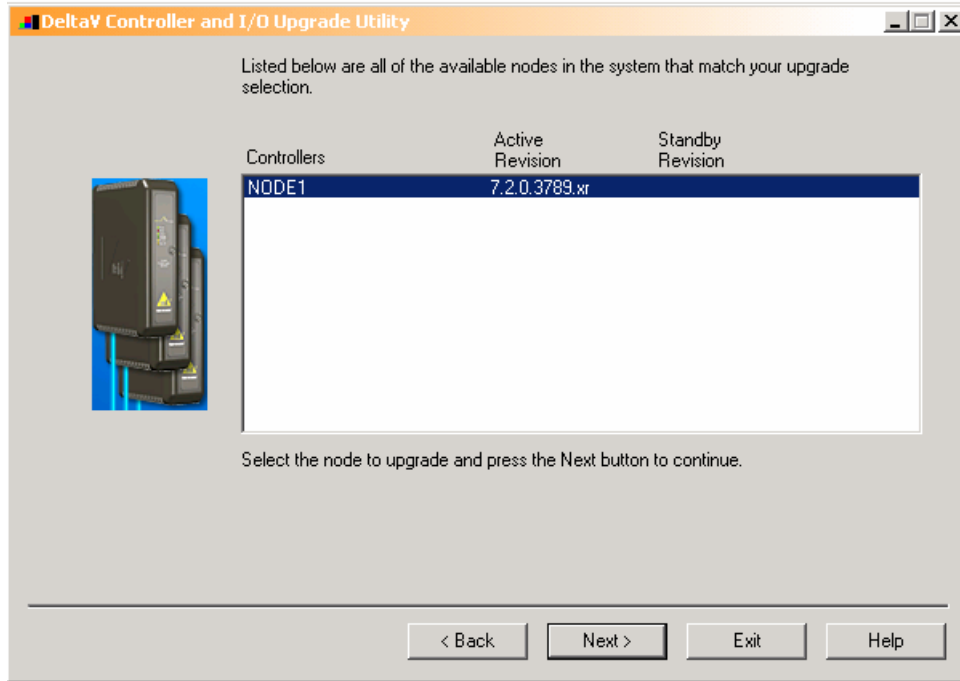 DeltaV Controller and I/O Upgrade Utility
Listed below are all of the available nodes in the system that match your upgrade
selection.
Active Standby
Controllers Revision Revision
NODE1 7.2.0.3789.xr
Select the node to upgrade and press the Next button to continue.
< Back Next > Exit Help